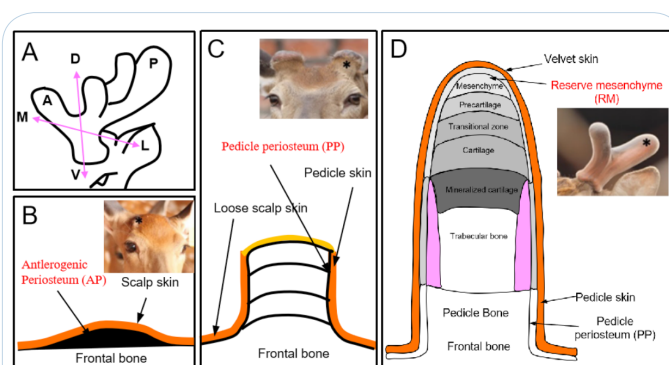 A
D
P
A
M
L
V
B
Antlerogenic
Periosteum (AP)
Scalp skin
Frontal bone
C
Pedicle periosteum (PP)
Pedicle skin
Loose scalp skin
Frontal bone
D
Velvet skin
Reserve mesenchyme
(RM)
Mesenchyme
Precartilage
Transitional zone
Cartilage
Mineralized cartilage
Trabecular bone
Pedicle skin
Pedicle Bone
Pedicle
periosteum (PP)
Frontal bone